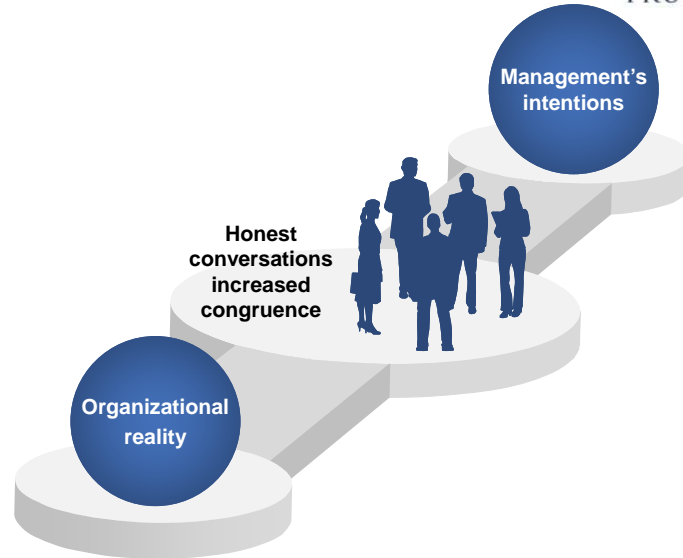 Management's
intentions
Honest
conversations
increased
congruence
Organizational
reality